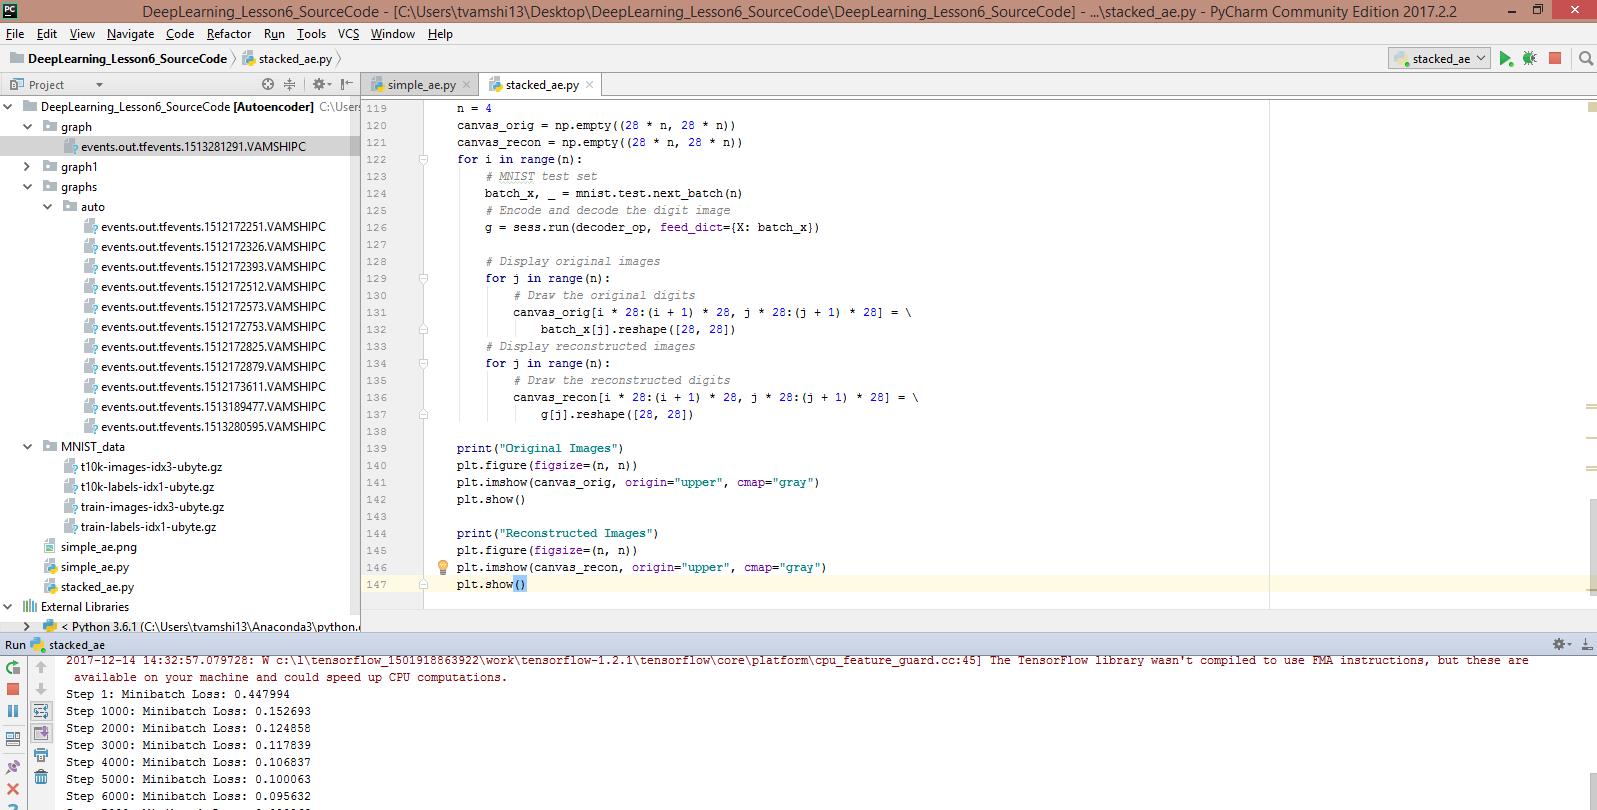 DeepLearning_Lesson6_SourceCode - [C:\Users\tvamshi13\Desktop\DeepLearning_Lesson6_SourceCode\DeepLearning_Lesson6_SourceCode] - ...\stacked_ae.py - PyCharm Community Edition 2017.2.2
File Edit View Navigate Code Refactor Run Tools VCS Window Help
DeepLearning_Lesson6_SourceCode stacked_ae.py
stacked_ae
Project
simple_ae.py stacked_ae.py
DeepLearning_Lesson6_SourceCode [Autoencoder] C:\Users
graph
events.out.tfevents.1513281291.VAMSHIPC
graph1
graphs
auto
events.out.tfevents.1512172251.VAMSHIPC
events.out.tfevents.1512172326.VAMSHIPC
events.out.tfevents.1512172393.VAMSHIPC
events.out.tfevents.1512172512.VAMSHIPC
events.out.tfevents.1512172573.VAMSHIPC
events.out.tfevents.1512172753.VAMSHIPC
events.out.tfevents.1512172825.VAMSHIPC
events.out.tfevents.1512172879.VAMSHIPC
events.out.tfevents.1512173611.VAMSHIPC
events.out.tfevents.1513189477.VAMSHIPC
events.out.tfevents.1513280595.VAMSHIPC
MNIST_data
t10k-images-idx3-ubyte.gz
t10k-labels-idx1-ubyte.gz
train-images-idx3-ubyte.gz
train-labels-idx1-ubyte.gz
simple_ae.png
simple_ae.py
stacked_ae.py
External Libraries
< Python 3.6.1 (C:\Users\tvamshi13\Anaconda3\python.e
119 n = 4
120 canvas_orig = np.empty((28 * n, 28 * n))
121 canvas_recon = np.empty((28 * n, 28 * n))
122 for i in range(n):
123 # MNIST test set
124 batch_x, _ = mnist.test.next_batch(n)
125 # Encode and decode the digit image
126 g = sess.run(decoder_op, feed_dict={X: batch_x})
127
128 # Display original images
129 for j in range(n):
130 # Draw the original digits
131 canvas_orig[i * 28:(i + 1) * 28, j * 28:(j + 1) * 28] = \
132 batch_x[j].reshape([28, 28])
133 # Display reconstructed images
134 for j in range(n):
135 # Draw the reconstructed digits
136 canvas_recon[i * 28:(i + 1) * 28, j * 28:(j + 1) * 28] = \
137 g[j].reshape([28, 28])
138
139 print("Original Images")
140 plt.figure(figsize=(n, n))
141 plt.imshow(canvas_orig, origin="upper", cmap="gray")
142 plt.show()
143
144 print("Reconstructed Images")
145 plt.figure(figsize=(n, n))
146 plt.imshow(canvas_recon, origin="upper", cmap="gray")
147 plt.show()
Run stacked_ae
2017-12-14 14:32:57.079728: W c:\l\tensorflow_1501918863922\work\tensorflow-1.2.1\tensorflow\core\platform\cpu_feature_guard.cc:45] The TensorFlow library wasn't compiled to use FMA instructions, but these are
available on your machine and could speed up CPU computations.
Step 1: Minibatch Loss: 0.447994
Step 1000: Minibatch Loss: 0.152693
Step 2000: Minibatch Loss: 0.124858
Step 3000: Minibatch Loss: 0.117839
Step 4000: Minibatch Loss: 0.106837
Step 5000: Minibatch Loss: 0.100063
Step 6000: Minibatch Loss: 0.095632